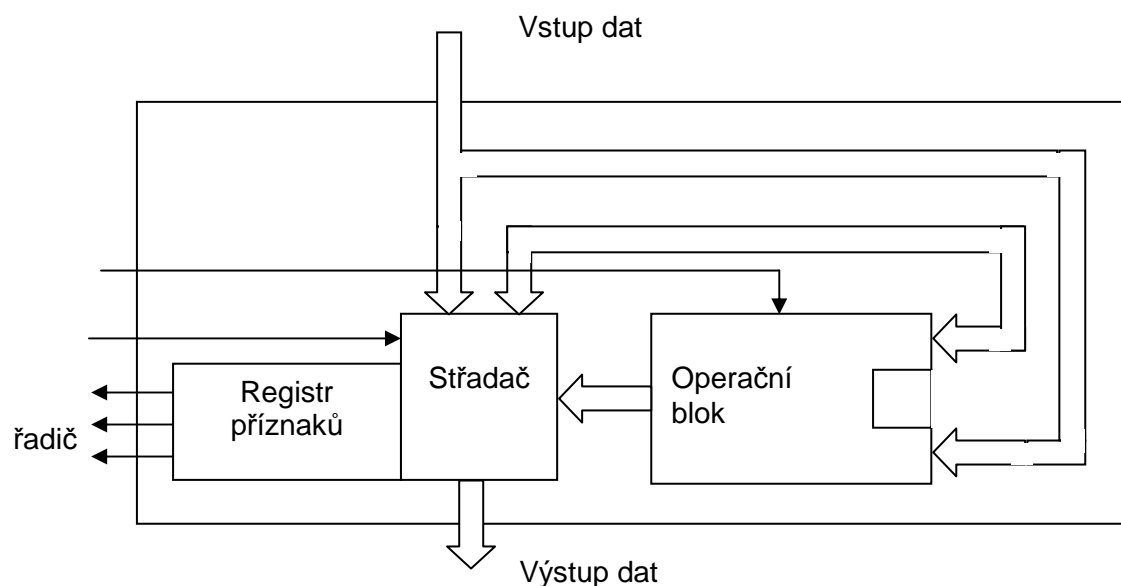 Vstup dat
Střadač
Operační
blok
Registr
příznaků
řadič
Výstup dat